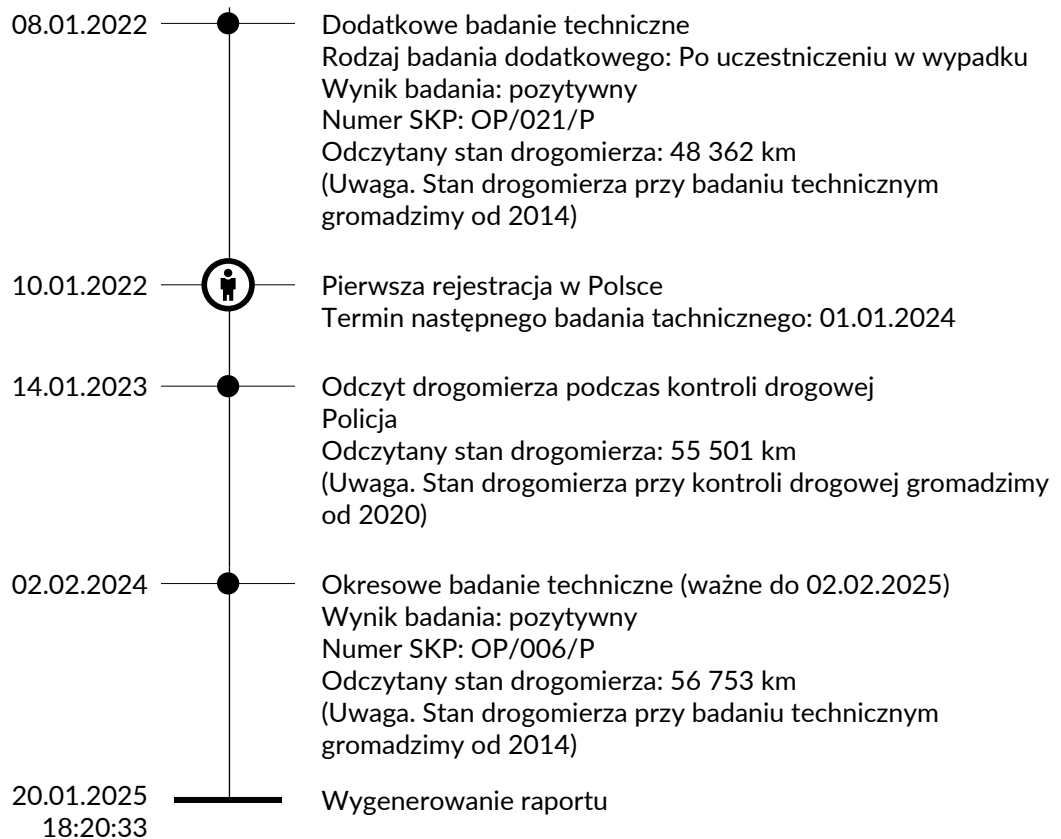 08.01.2022
Dodatkowe badanie techniczne
Rodzaj badania dodatkowego: Po uczestniczeniu w wypadku
Wynik badania: pozytywny
Numer SKP: OP/021/P
Odczytany stan drogomierza: 48 362 km
(Uwaga. Stan drogomierza przy badaniu technicznym
gromadzimy od 2014)
10.01.2022
Pierwsza rejestracja w Polsce
Termin następnego badania tachnicznego: 01.01.2024
14.01.2023
Odczyt drogomierza podczas kontroli drogowej
Policja
Odczytany stan drogomierza: 55 501 km
(Uwaga. Stan drogomierza przy kontroli drogowej gromadzimy
od 2020)
02.02.2024
Okresowe badanie techniczne (ważne do 02.02.2025)
Wynik badania: pozytywny
Numer SKP: OP/006/P
Odczytany stan drogomierza: 56 753 km
(Uwaga. Stan drogomierza przy badaniu technicznym
gromadzimy od 2014)
20.01.2025
18:20:33
Wygenerowanie raportu